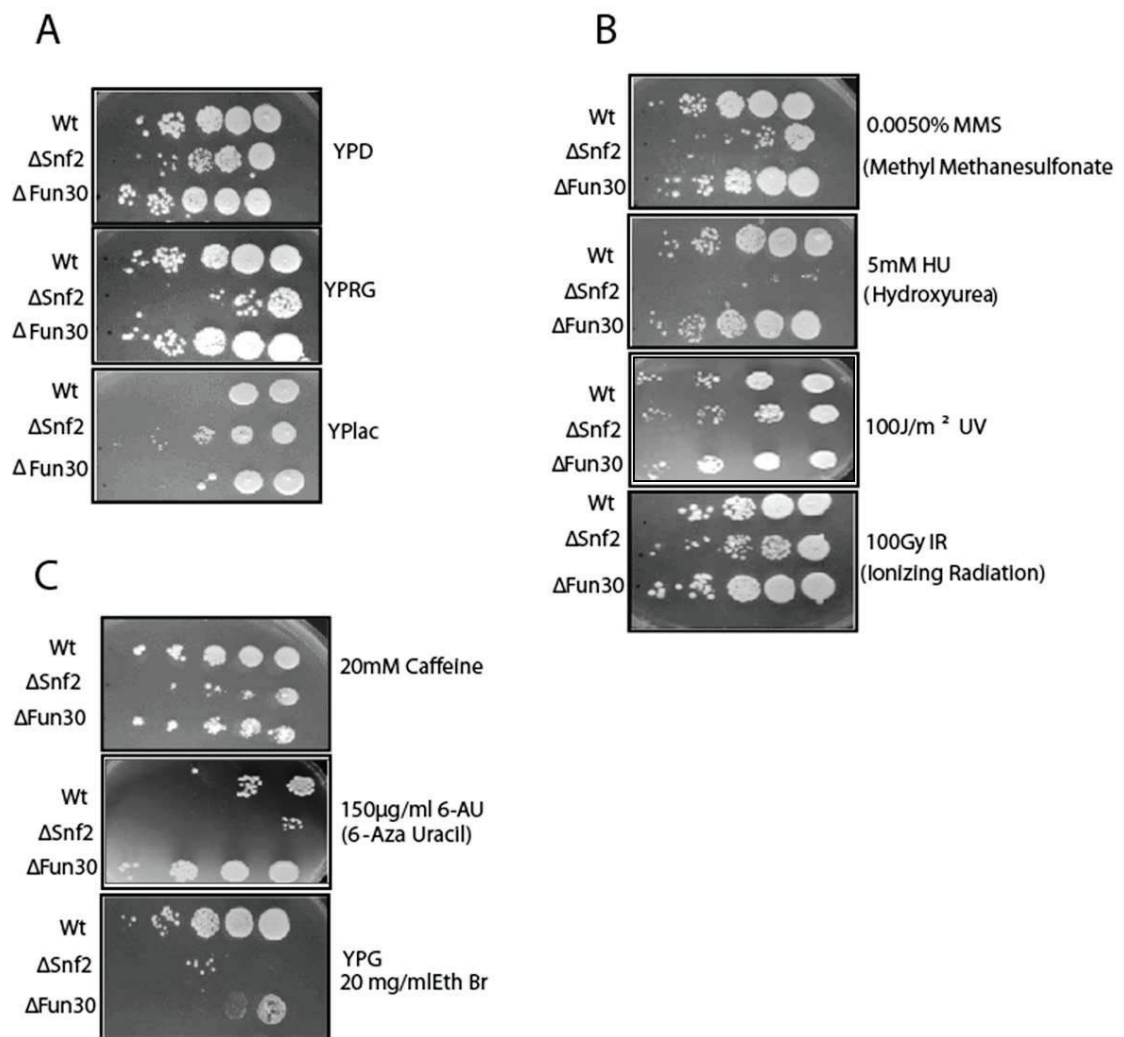 A
Wt
ΔSnf2
Δ Fun30
YPD
Wt
ΔSnf2
Δ Fun30
YPRG
Wt
ΔSnf2
Δ Fun30
YPlac
B
Wt
ΔSnf2
ΔFun30
0.0050% MMS
(Methyl Methanesulfonate
Wt
ΔSnf2
ΔFun30
5mM HU
(Hydroxyurea)
Wt
ΔSnf2
ΔFun30
100J/m ² UV
Wt
ΔSnf2
ΔFun30
100Gy IR
(Ionizing Radiation)
C
Wt
ΔSnf2
ΔFun30
20mM Caffeine
Wt
ΔSnf2
ΔFun30
150µg/ml 6-AU
(6-Aza Uracil)
Wt
ΔSnf2
ΔFun30
YPG
20 mg/mlEth Br